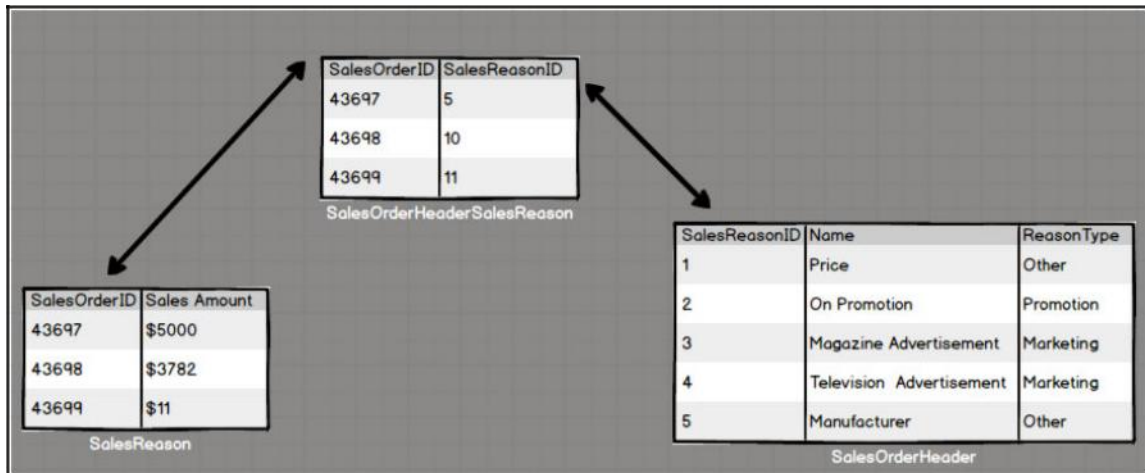 SalesOrderID SalesReasonID
43697 5
43698 10
43699 11
SalesOrderHeaderSalesReason
SalesOrderID Sales Amount
43697 $5000
43698 $3782
43699 $11
SalesReason
SalesReasonID Name ReasonType
1 Price Other
2 On Promotion Promotion
3 Magazine Advertisement Marketing
4 Television Advertisement Marketing
5 Manufacturer Other
SalesOrderHeader